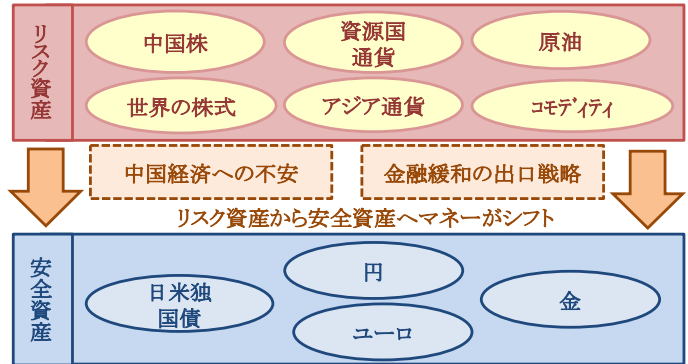 リスク資産
中国株
資源国
通貨
原油
世界の株式
アジア通貨
ｺﾓﾃﾞｨﾃｨ
中国経済への不安
金融緩和の出口戦略
リスク資産から安全資産へマネーがシフト
安全資産
日米独
国債
円
ユーロ
金